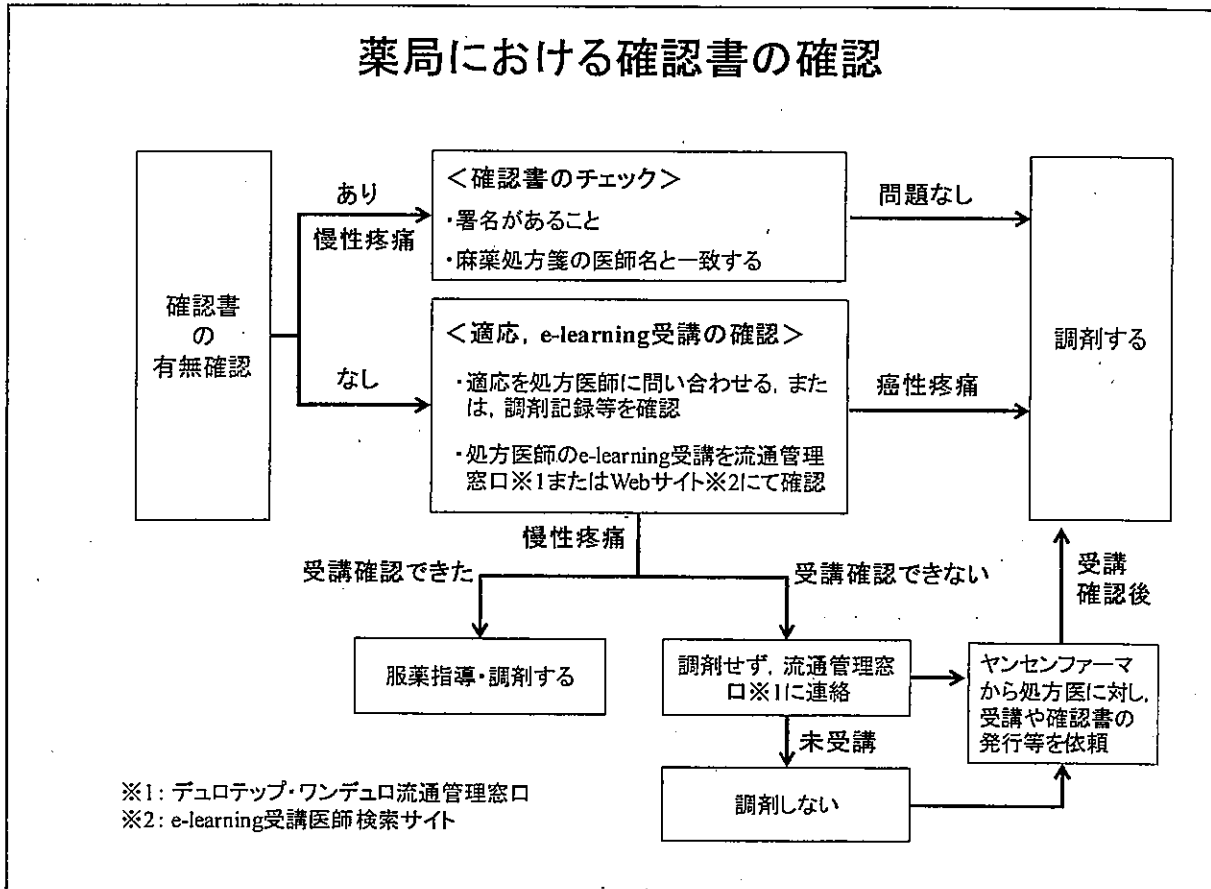 薬局における確認書の確認
確認書
の
有無確認
あり
慢性疼痛
なし
＜確認書のチェック＞
・署名があること
・麻薬処方箋の医師名と一致する
問題なし
＜適応，e-learning受講の確認＞
・適応を処方医師に問い合わせる，また
は，調剤記録等を確認
・処方医師のe-learning受講を流通管理
窓口※1またはWebサイト※2にて確認
癌性疼痛
調剤する
慢性疼痛
受講確認できた
受講確認できない
受講
確認後
服薬指導・調剤する
調剤せず，流通管理窓
口※1に連絡
ヤンセンファーマ
から処方医に対し，
受講や確認書の
発行等を依頼
未受講
調剤しない
※1：デュロテップ・ワンデュロ流通管理窓口
※2：e-learning受講医師検索サイト